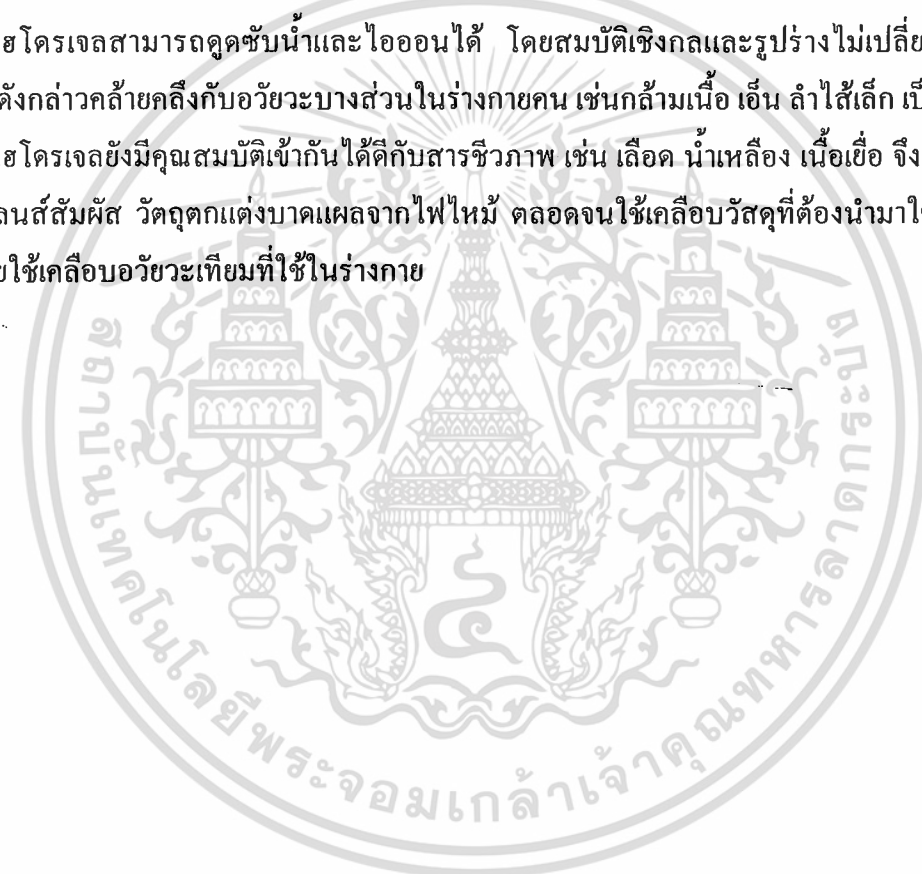 ฮโครเจลสามารถดูดซับน้ำและไอออนได้ โดยสมบัติเชิงกลและรูปร่างไม่เปลี่ย
ดังกล่าวคล้ายคลึงกับอวัยวะบางส่วนในร่างกายคน เช่นกล้ามเนื้อ เอ็น ลำไส้เล็ก เป็
ฮโครเจลยังมีคุณสมบัติเข้ากันได้ดีกับสารชีวภาพ เช่น เลือด น้ำเหลือง เนื้อเยื่อ จึง
ลนส์สัมผัส วัตถุตกแต่งบาดแผลจากไฟไหม้ ตลอดจนใช้เคลือบวัสดุที่ต้องนำมาใ
ยใช้เคลือบอวัยวะเทียมที่ใช้ในร่างกาย
สถาบันเทคโนโลยีพระจอมเกล้าเจ้าคุณทหารลาดกระบัง